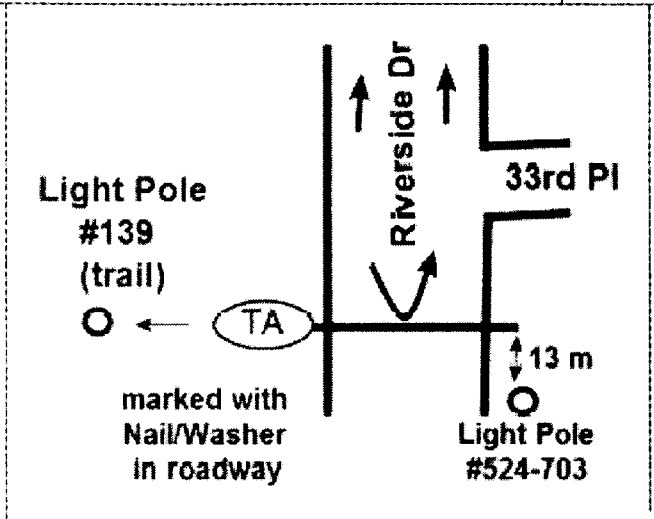 Riverside Dr
33rd Pl
Light Pole
#139
(trail)
TA
13 m
marked with
Nail/Washer
in roadway
Light Pole
#524-703